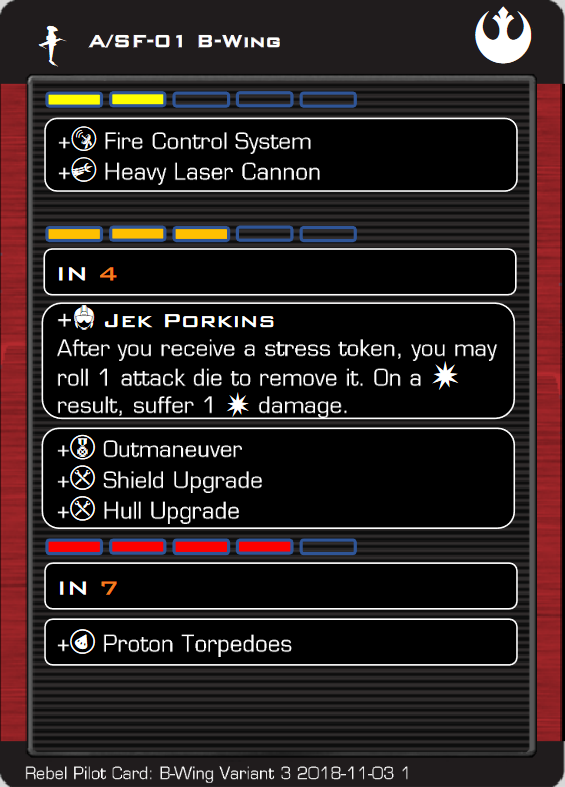 A/SF-01 B-Wing
+ Fire Control System
+ Heavy Laser Cannon
IN 4
+ Jek Porkins
After you receive a stress token, you may
roll 1 attack die to remove it. On a
result, suffer 1 damage.
+ Outmaneuver
+ Shield Upgrade
+ Hull Upgrade
IN 7
+ Proton Torpedoes
Rebel Pilot Card: B-Wing Variant 3 2018-11-03 1